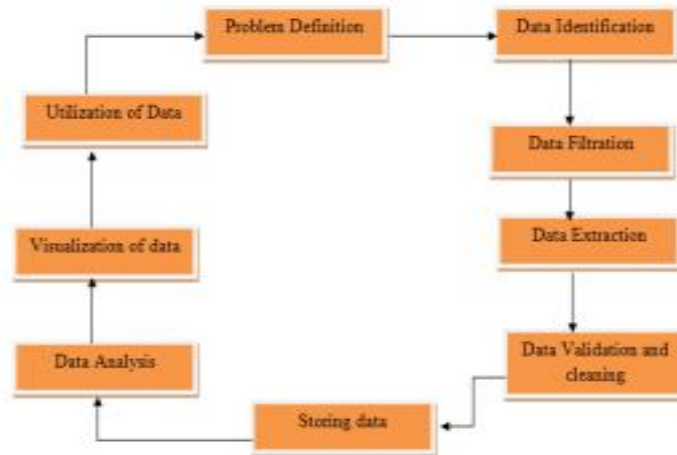 Problem Definition
Data Identification
Data Filtration
Data Extraction
Data Validation and
cleaning
Storing data
Data Analysis
Visualization of data
Utilization of Data